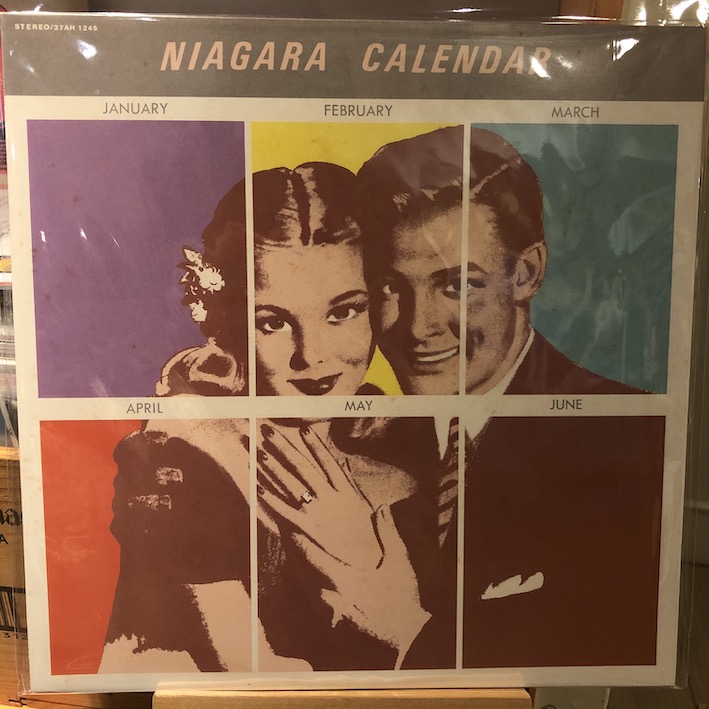 STEREO/27AH 1245
NIAGARA CALENDAR
JANUARY FEBRUARY MARCH
APRIL MAY JUNE